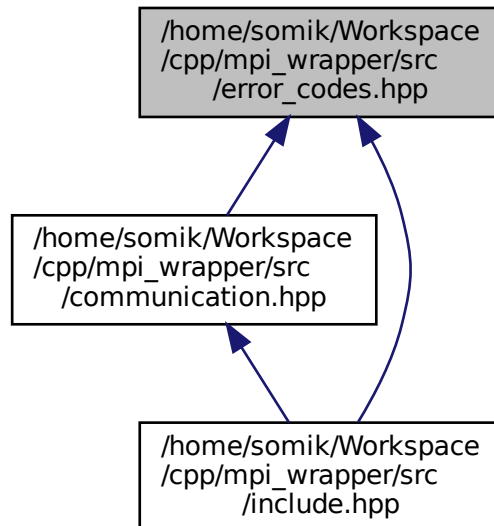 /home/somik/Workspace
/cpp/mpi_wrapper/src
/error_codes.hpp
/home/somik/Workspace
/cpp/mpi_wrapper/src
/communication.hpp
/home/somik/Workspace
/cpp/mpi_wrapper/src
/include.hpp